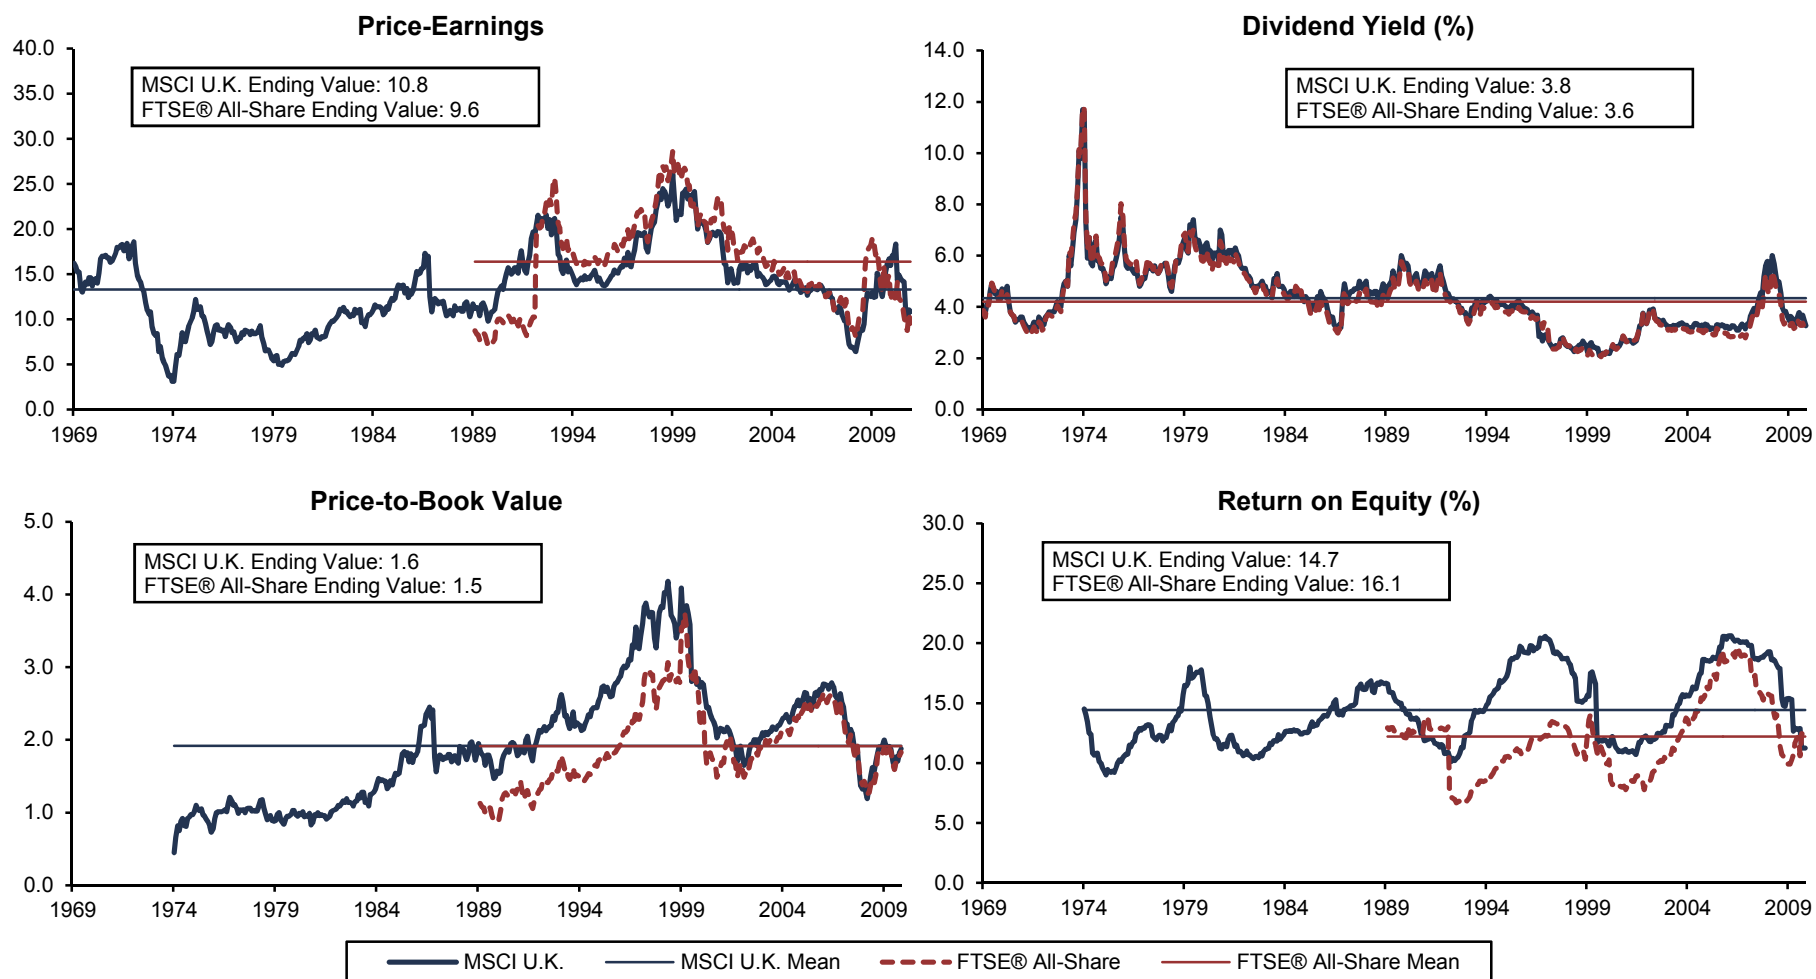 Price-Earnings
40.0
35.0
30.0
25.0
20.0
15.0
10.0
5.0
0.0
MSCI U.K. Ending Value: 10.8
FTSE® All-Share Ending Value: 9.6
1969 1974 1979 1984 1989 1994 1999 2004 2009
Dividend Yield (%)
14.0
12.0
10.0
8.0
6.0
4.0
2.0
0.0
MSCI U.K. Ending Value: 3.8
FTSE® All-Share Ending Value: 3.6
1969 1974 1979 1984 1989 1994 1999 2004 2009
Price-to-Book Value
5.0
4.0
3.0
2.0
1.0
0.0
MSCI U.K. Ending Value: 1.6
FTSE® All-Share Ending Value: 1.5
1969 1974 1979 1984 1989 1994 1999 2004 2009
Return on Equity (%)
30.0
25.0
20.0
15.0
10.0
5.0
0.0
MSCI U.K. Ending Value: 14.7
FTSE® All-Share Ending Value: 16.1
1969 1974 1979 1984 1989 1994 1999 2004 2009
MSCI U.K. MSCI U.K. Mean FTSE® All-Share FTSE® All-Share Mean